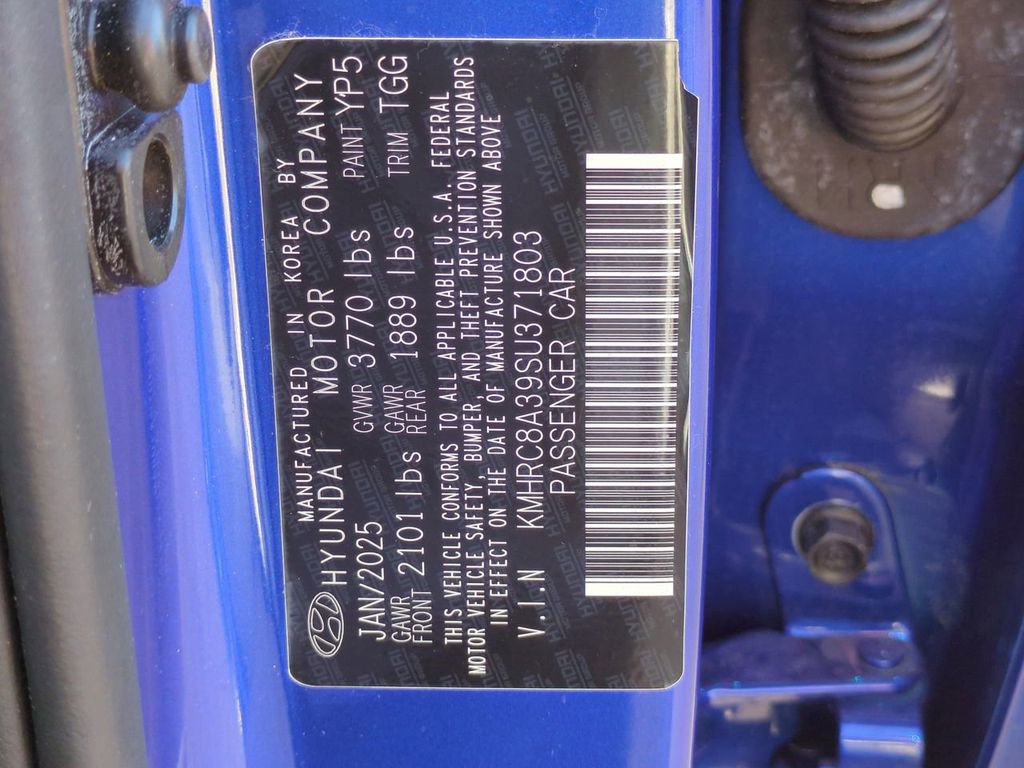 MANUFACTURED IN KOREA BY
HYUNDAI MOTOR COMPANY
JAN/2025 GVWR 3770 lbs PAINT YP5
GAWR FRONT 2101 lbs GAWR REAR 1889 lbs TRIM TGG
THIS VEHICLE CONFORMS TO ALL APPLICABLE U.S.A. FEDERAL
MOTOR VEHICLE SAFETY, BUMPER, AND THEFT PREVENTION STANDARDS
IN EFFECT ON THE DATE OF MANUFACTURE SHOWN ABOVE
V.I.N KMHRC8A39SU371803
PASSENGER CAR